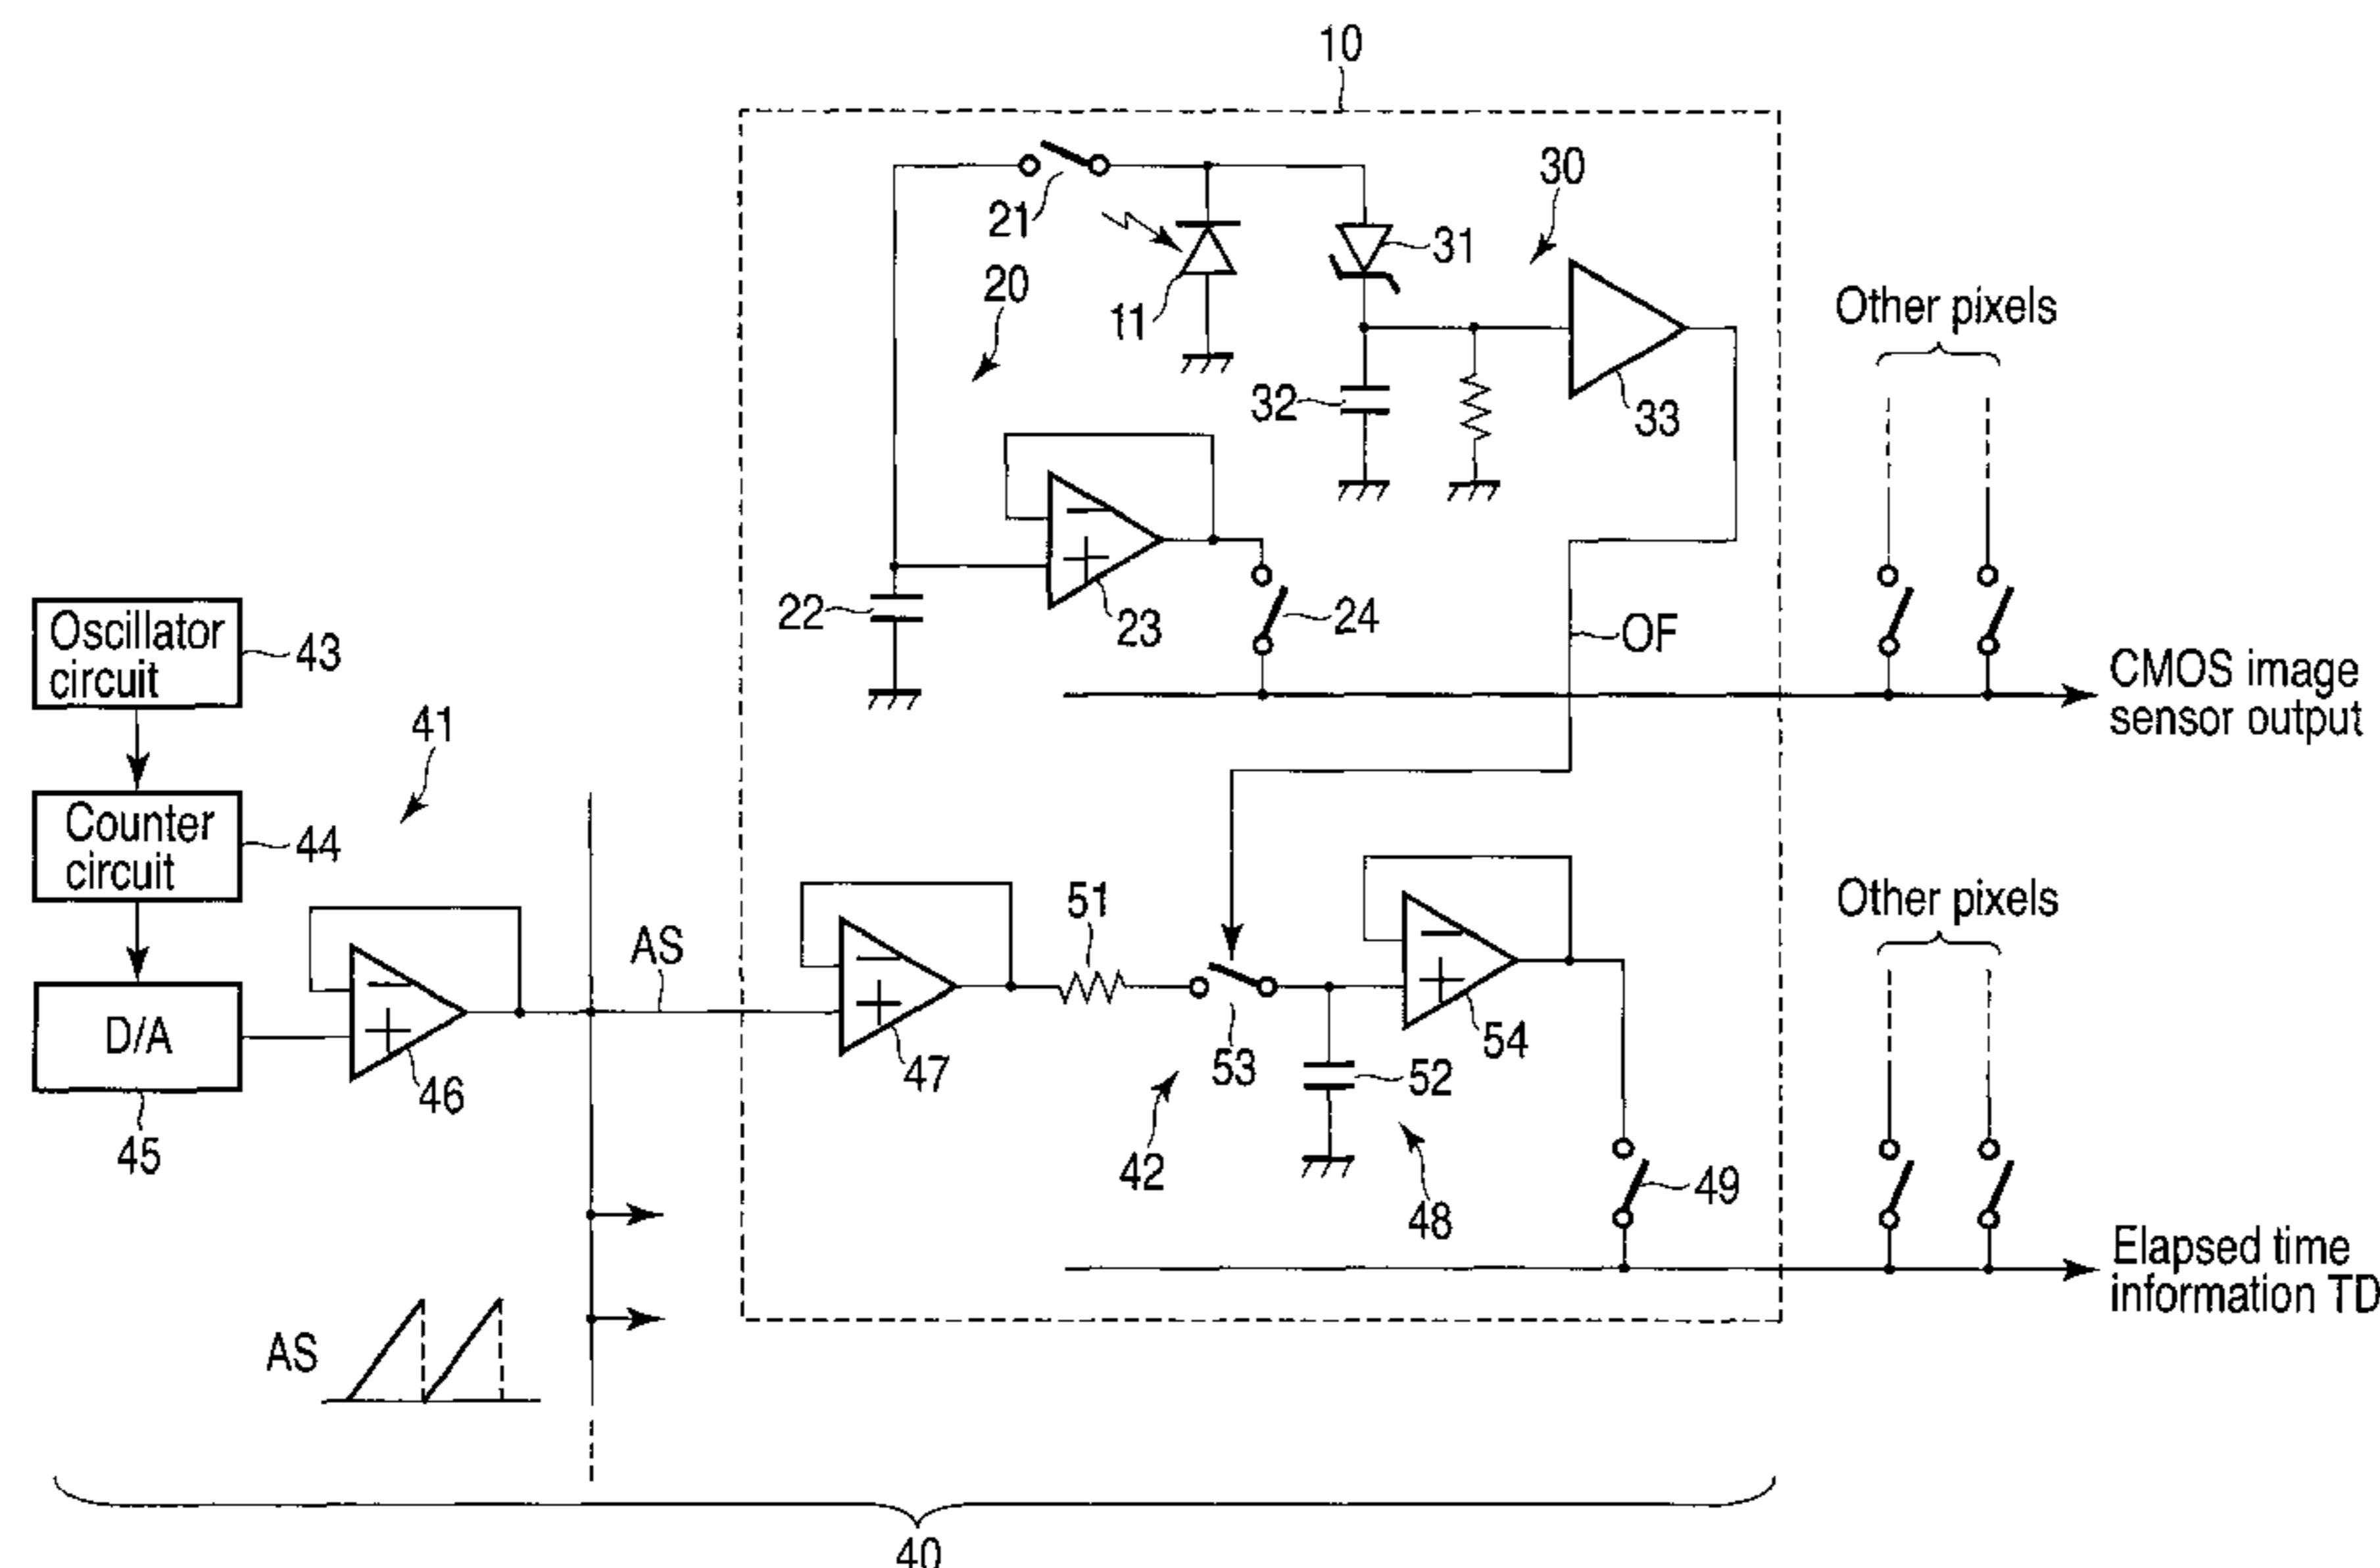 10
21
11
31
30
20
32
33
Other pixels
22
23
24
OF
Oscillator
circuit
43
CMOS image
sensor output
41
Counter
circuit
44
Other pixels
AS
51
D/A
46
47
53
52
54
45
42
48
49
Elapsed time
information TD
AS
40